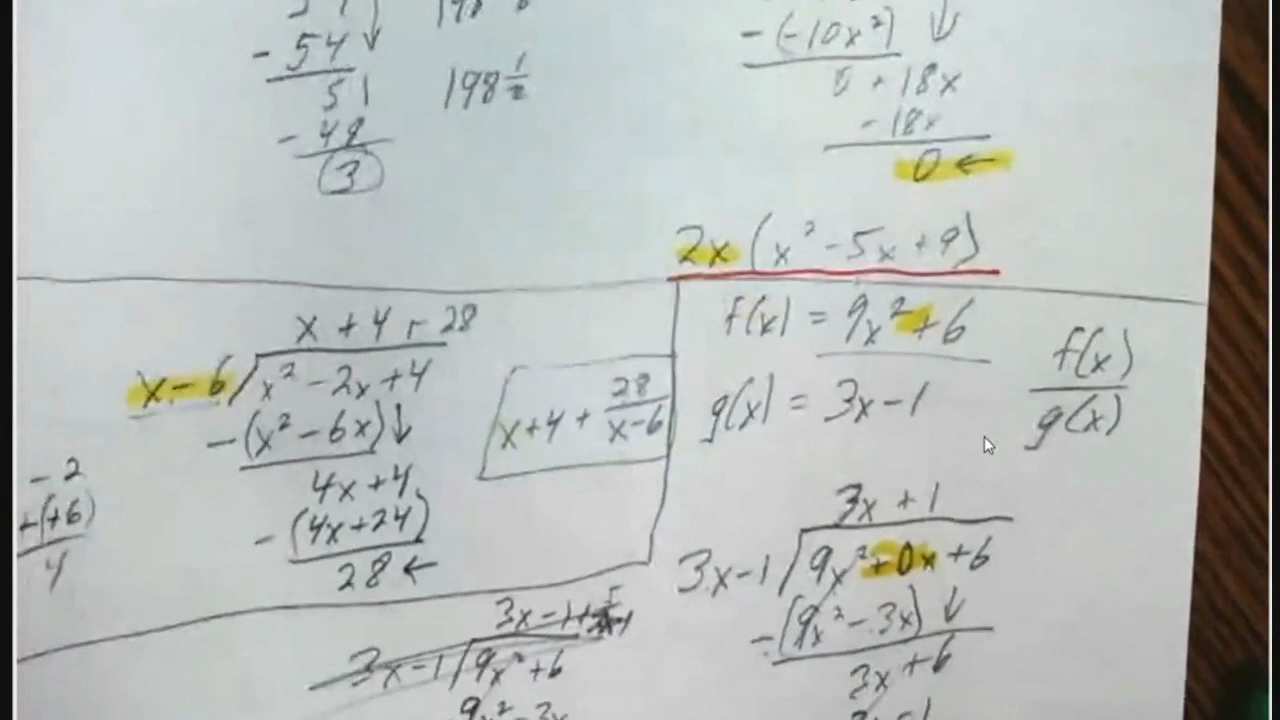 - 54 ↓
51
- 48
3
198 1/2
- (-10x²) ↓
+ 18x
- 18x
0 ←
2x (x² - 5x + 9)
x + 4 r 28
x - 6 / x² - 2x + 4
- (x² - 6x) ↓
4x + 4
- (4x + 24)
28 ←
x + 4 + 28/(x - 6)
- 2
+ (+6)
4
f(x) = 9x² + 6
g(x) = 3x - 1
f(x)
g(x)
3x + 1
3x - 1 / 9x² + 0x + 6
- (9x² - 3x) ↓
3x + 6
3x - 1 +
3x - 1 / 9x² + 6
9x² - 3x